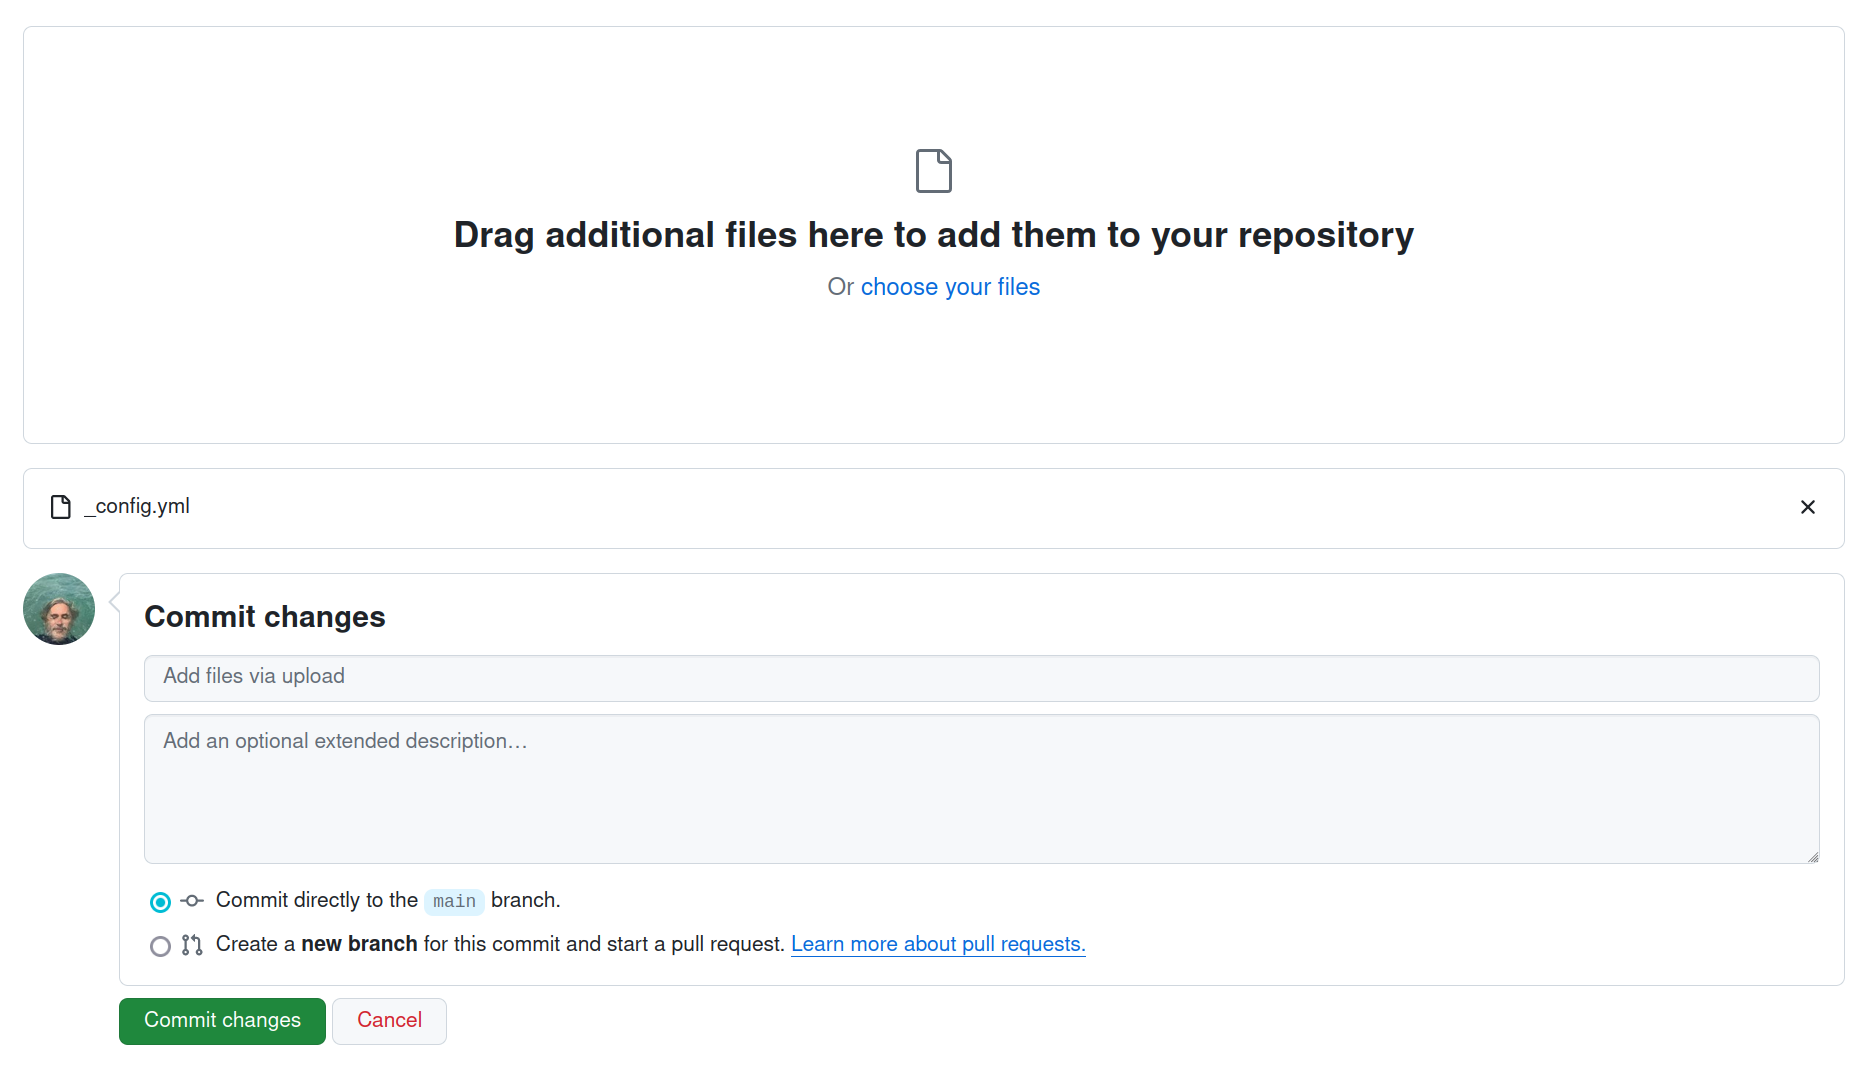 Drag additional files here to add them to your repository
Or choose your files
_config.yml
Commit changes
Add files via upload
Add an optional extended description…
Commit directly to the main branch.
Create a new branch for this commit and start a pull request. Learn more about pull requests.
Commit changes Cancel